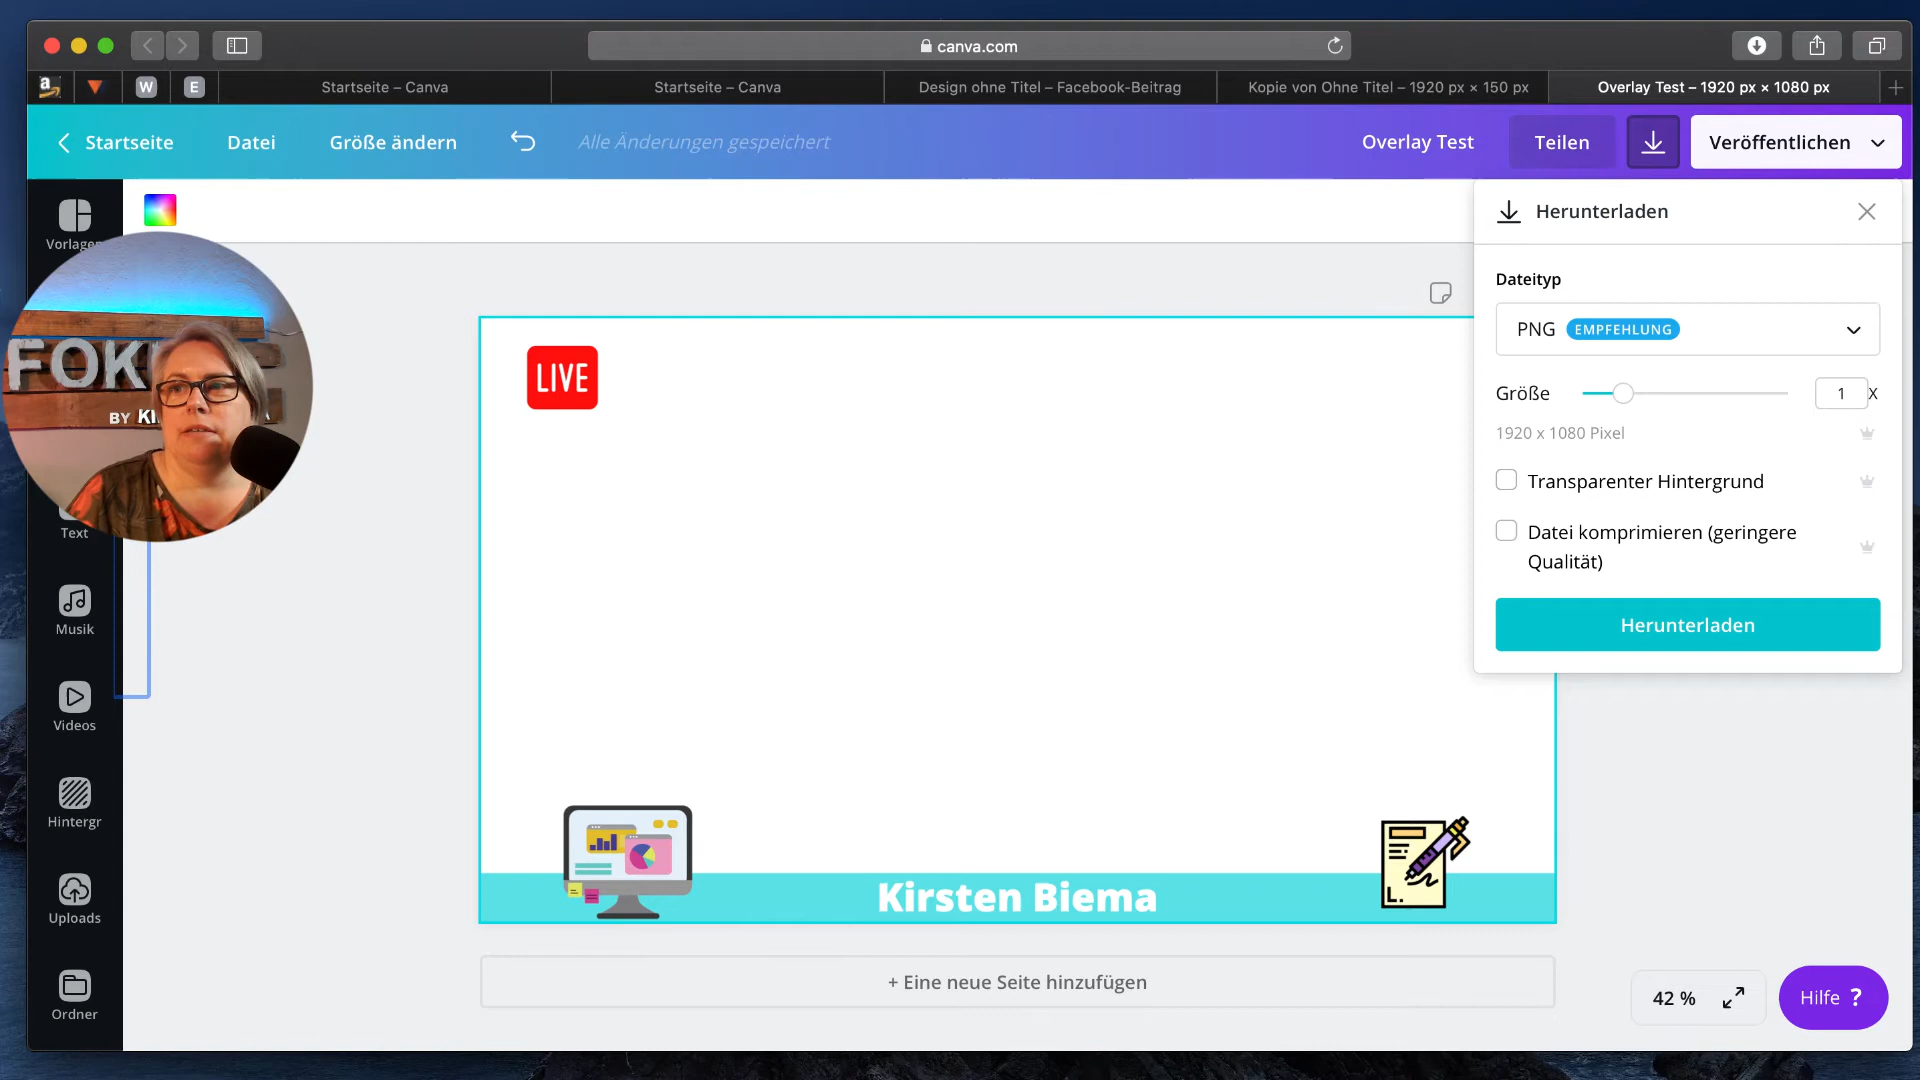 canva.com
a
W
E
Startseite – Canva
Startseite – Canva
Design ohne Titel – Facebook-Beitrag
Kopie von Ohne Titel – 1920 px × 150 px
Overlay Test – 1920 px × 1080 px
Startseite
Datei
Größe ändern
Alle Änderungen gespeichert
Overlay Test
Teilen
Veröffentlichen
Vorlagen
Herunterladen
Dateityp
PNG EMPFEHLUNG
Größe
1 X
1920 x 1080 Pixel
Transparenter Hintergrund
Datei komprimieren (geringere
Qualität)
Herunterladen
LIVE
BY
Text
Musik
Videos
Hintergr
Uploads
Ordner
L.
Kirsten Biema
+ Eine neue Seite hinzufügen
42 %
Hilfe ?